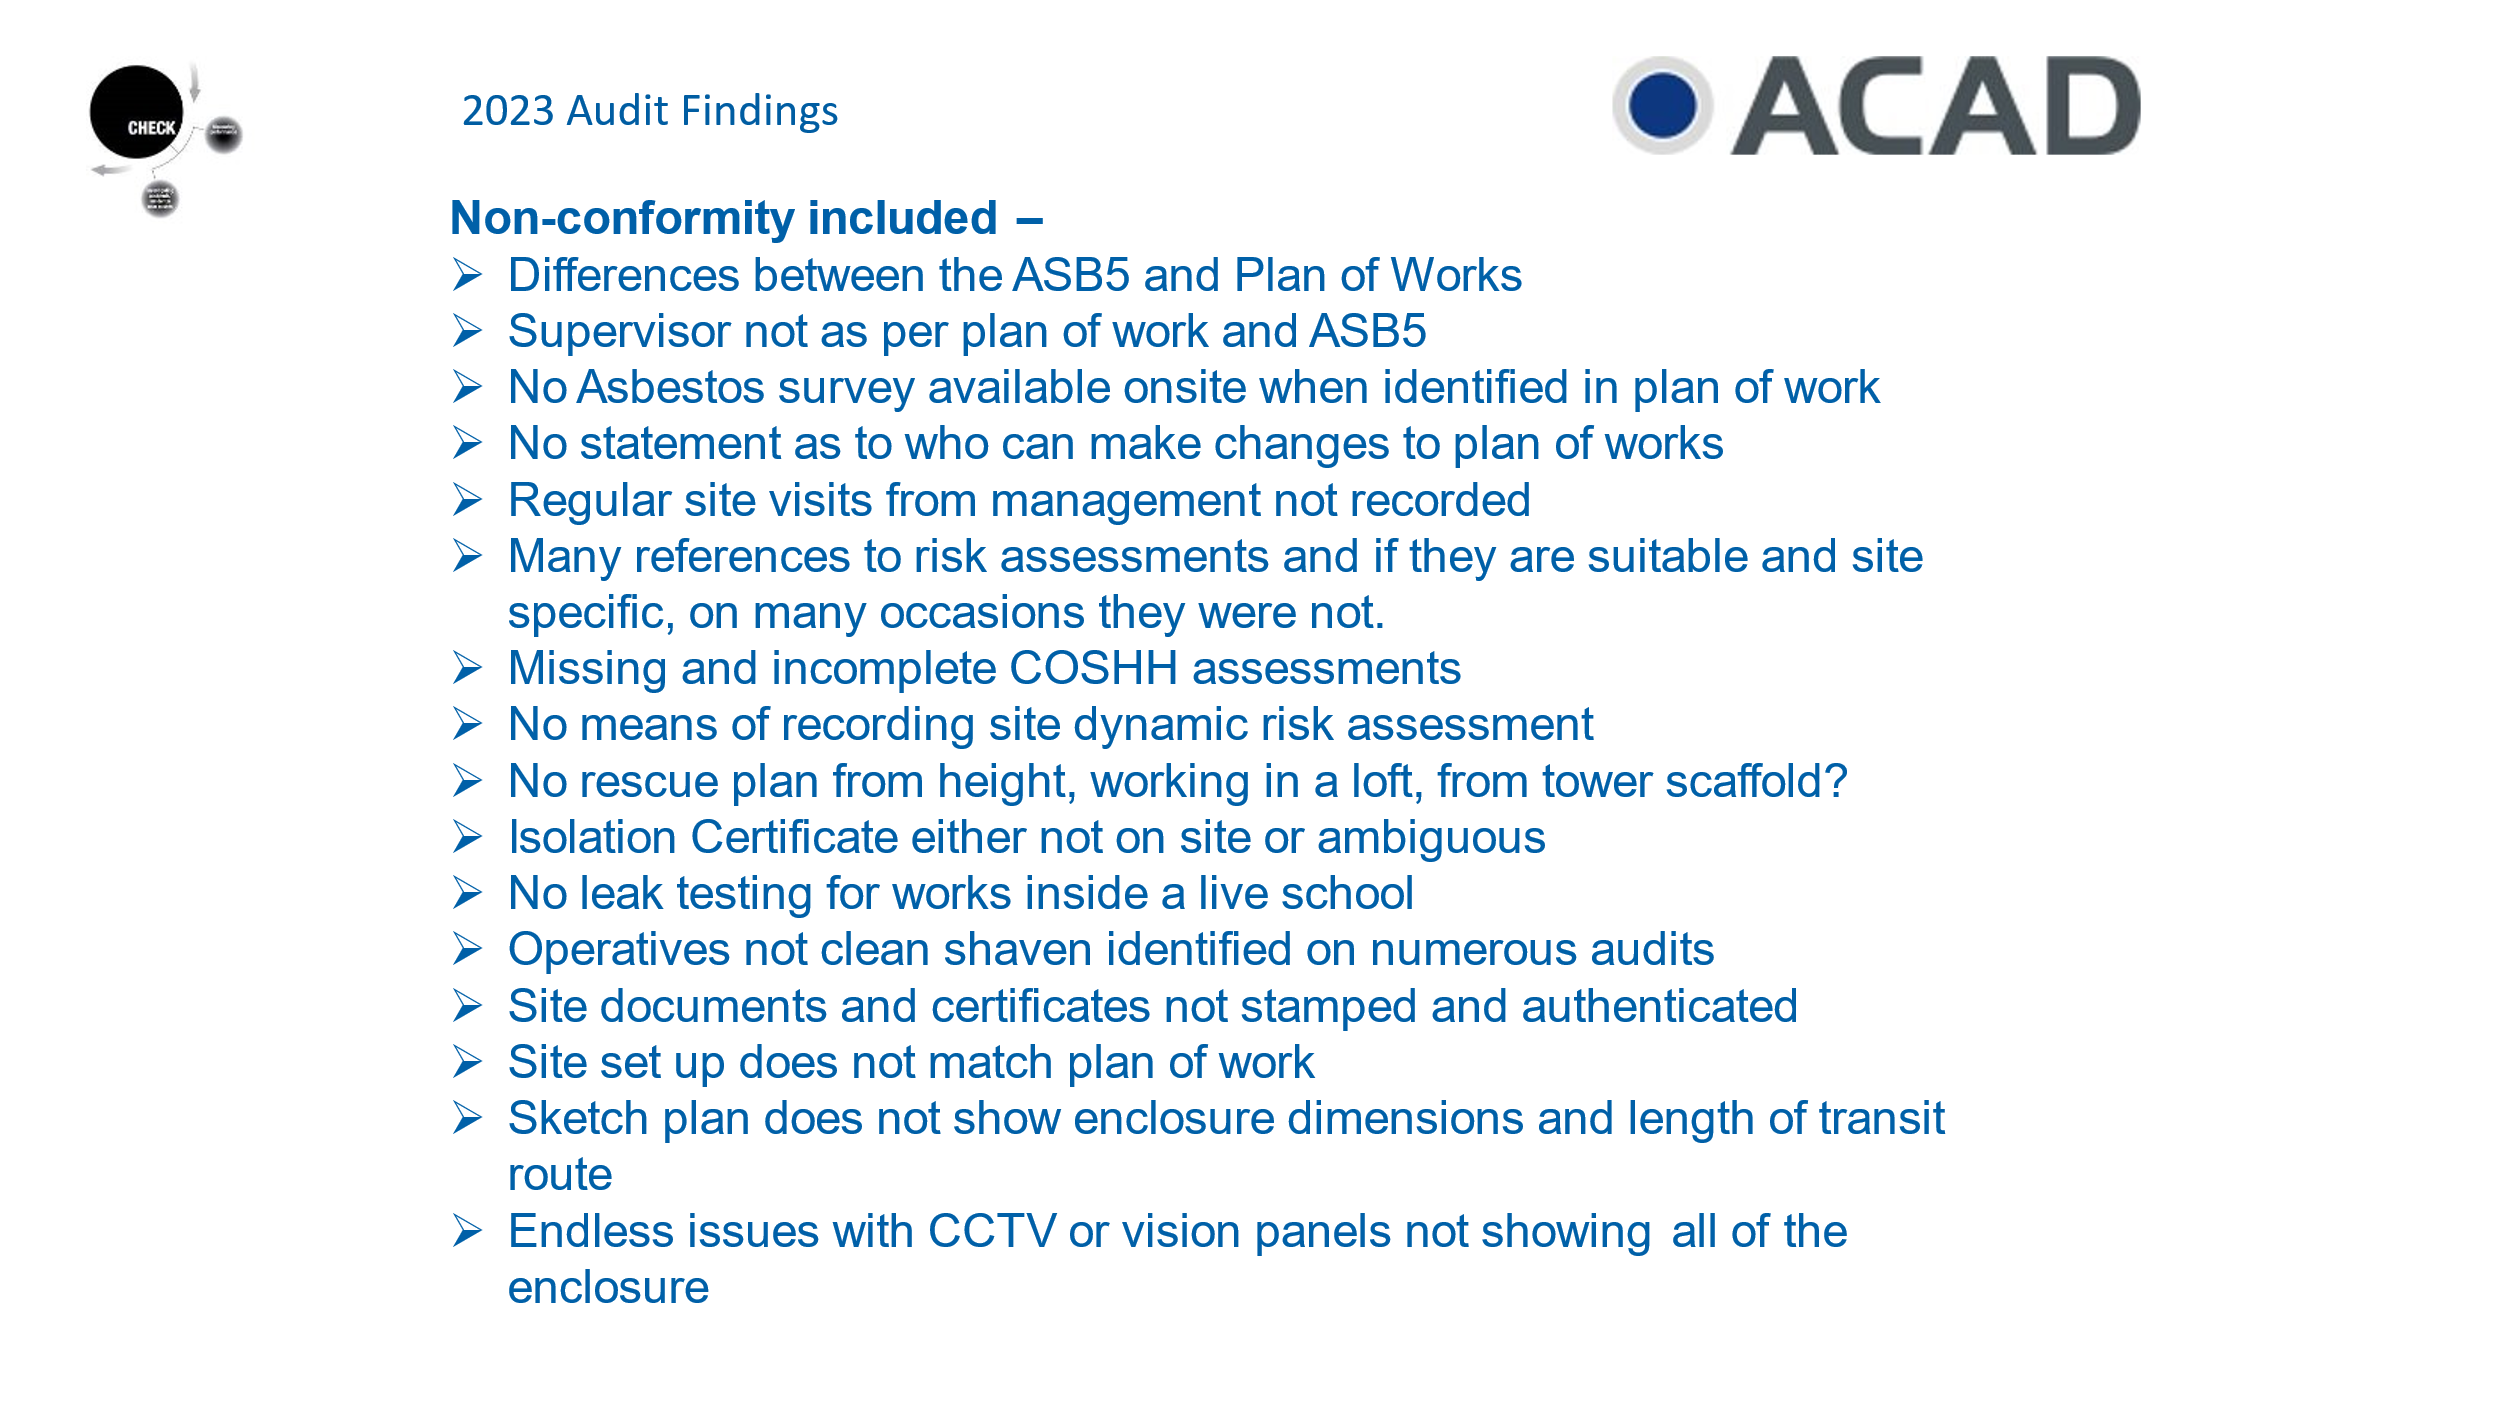 CHECK
2023 Audit Findings
ACAD
Non-conformity included –
➢ Differences between the ASB5 and Plan of Works
➢ Supervisor not as per plan of work and ASB5
➢ No Asbestos survey available onsite when identified in plan of work
➢ No statement as to who can make changes to plan of works
➢ Regular site visits from management not recorded
➢ Many references to risk assessments and if they are suitable and site
specific, on many occasions they were not.
➢ Missing and incomplete COSHH assessments
➢ No means of recording site dynamic risk assessment
➢ No rescue plan from height, working in a loft, from tower scaffold?
➢ Isolation Certificate either not on site or ambiguous
➢ No leak testing for works inside a live school
➢ Operatives not clean shaven identified on numerous audits
➢ Site documents and certificates not stamped and authenticated
➢ Site set up does not match plan of work
➢ Sketch plan does not show enclosure dimensions and length of transit
route
➢ Endless issues with CCTV or vision panels not showing all of the
enclosure